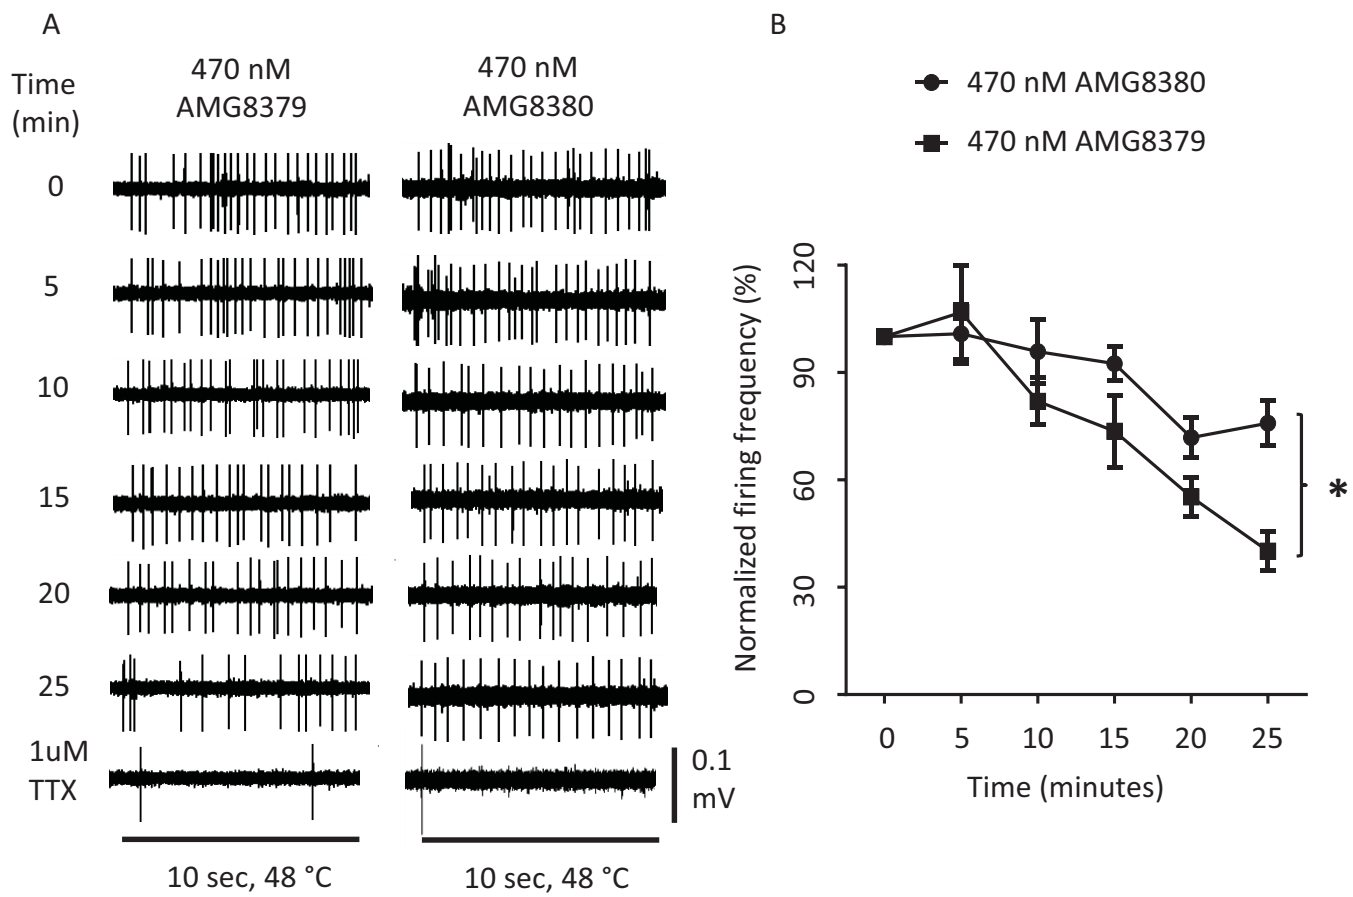 A
Time
(min)
470 nM
AMG8379
470 nM
AMG8380
0
5
10
15
20
25
1uM
TTX
0.1
mV
10 sec, 48 °C
10 sec, 48 °C
B
470 nM AMG8380
470 nM AMG8379
Normalized firing frequency (%)
120
90
60
30
0
*
0 5 10 15 20 25
Time (minutes)